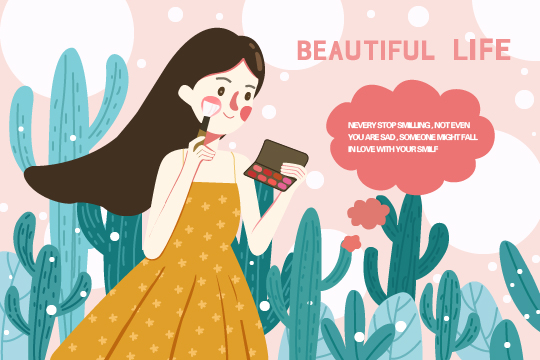 BEAUTIFUL LIFE
NEVERY STOP SMILLING , NOT EVEN
YOU ARE SAD , SOMEONE MIGHT FALL
IN LOVE WITH YOUR SMILF